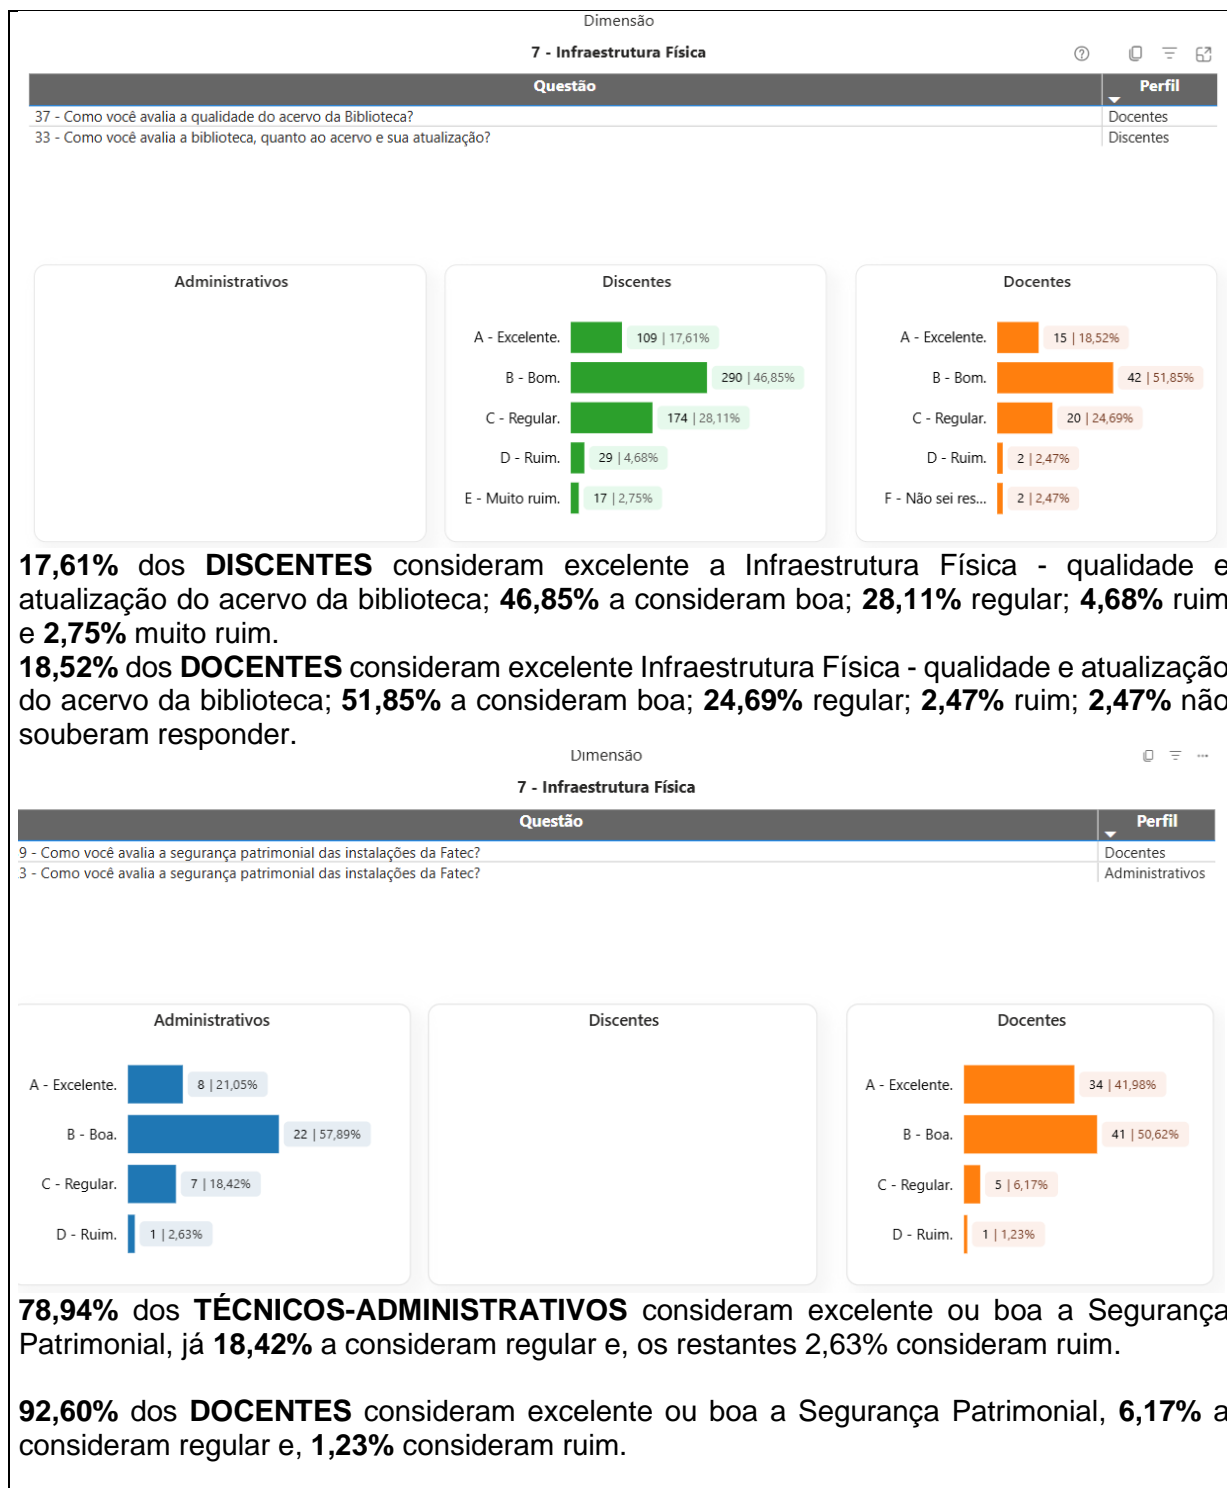 Dimensão
7 - Infraestrutura Física
Questão Perfil
37 - Como você avalia a qualidade do acervo da Biblioteca? Docentes
33 - Como você avalia a biblioteca, quanto ao acervo e sua atualização? Discentes
Administrativos
Discentes
A - Excelente. 109 | 17,61%
B - Bom. 290 | 46,85%
C - Regular. 174 | 28,11%
D - Ruim. 29 | 4,68%
E - Muito ruim. 17 | 2,75%
Docentes
A - Excelente. 15 | 18,52%
B - Bom. 42 | 51,85%
C - Regular. 20 | 24,69%
D - Ruim. 2 | 2,47%
F - Não sei res... 2 | 2,47%
17,61% dos DISCENTES consideram excelente a Infraestrutura Física - qualidade e
atualização do acervo da biblioteca; 46,85% a consideram boa; 28,11% regular; 4,68% ruim
e 2,75% muito ruim.
18,52% dos DOCENTES consideram excelente Infraestrutura Física - qualidade e atualização
do acervo da biblioteca; 51,85% a consideram boa; 24,69% regular; 2,47% ruim; 2,47% não
souberam responder.
Dimensão
7 - Infraestrutura Física
Questão Perfil
9 - Como você avalia a segurança patrimonial das instalações da Fatec? Docentes
3 - Como você avalia a segurança patrimonial das instalações da Fatec? Administrativos
Administrativos
A - Excelente. 8 | 21,05%
B - Boa. 22 | 57,89%
C - Regular. 7 | 18,42%
D - Ruim. 1 | 2,63%
Discentes
Docentes
A - Excelente. 34 | 41,98%
B - Boa. 41 | 50,62%
C - Regular. 5 | 6,17%
D - Ruim. 1 | 1,23%
78,94% dos TÉCNICOS-ADMINISTRATIVOS consideram excelente ou boa a Segurança
Patrimonial, já 18,42% a consideram regular e, os restantes 2,63% consideram ruim.
92,60% dos DOCENTES consideram excelente ou boa a Segurança Patrimonial, 6,17% a
consideram regular e, 1,23% consideram ruim.